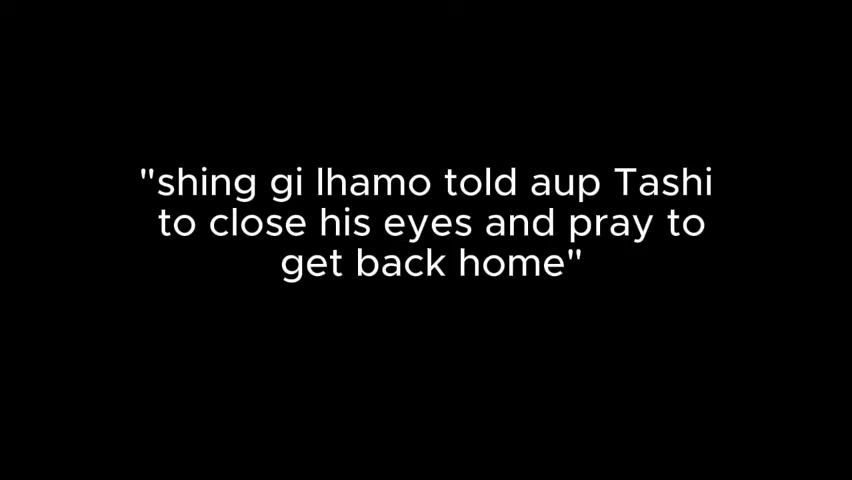 "shing gi lhamo told aup Tashi
to close his eyes and pray to
get back home"